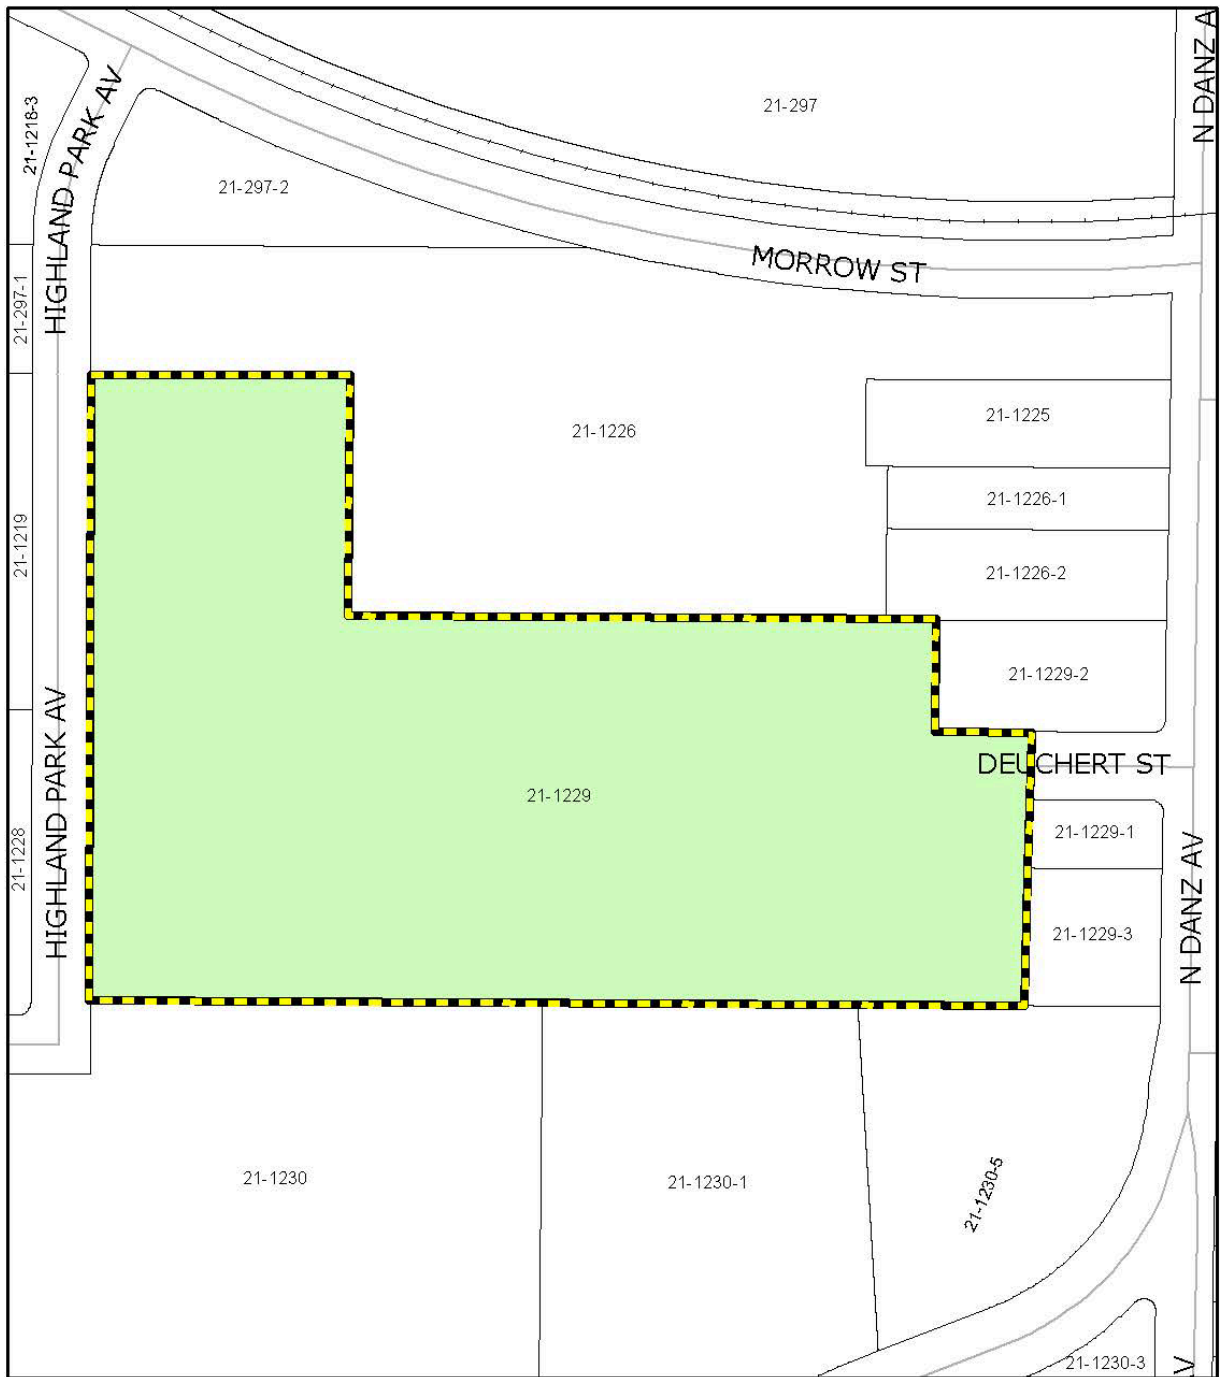 N DANZ A
21-297
21-1218-3
HIGHLAND PARK AV
21-297-2
MORROW ST
21-297-1
21-1225
21-1226
21-1226-1
21-1219
21-1226-2
21-1229-2
HIGHLAND PARK AV
DEUCHERT ST
21-1229
21-1229-1
21-1228
N DANZ AV
21-1229-3
21-1230
21-1230-1
21-1230-5
21-1230-3
V